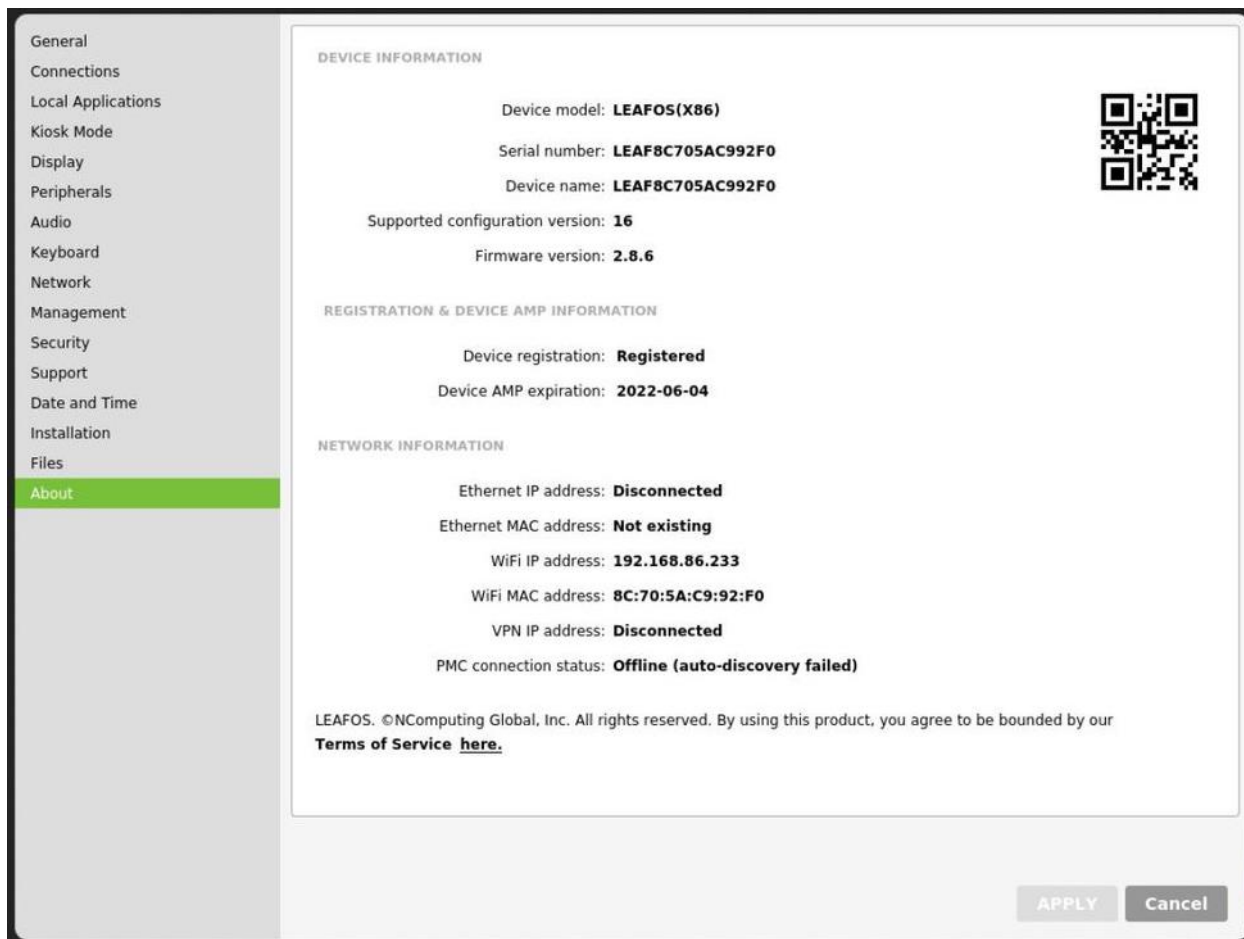 General
Connections
Local Applications
Kiosk Mode
Display
Peripherals
Audio
Keyboard
Network
Management
Security
Support
Date and Time
Installation
Files
About
DEVICE INFORMATION
Device model: LEAFOS(X86)
Serial number: LEAF8C705AC992F0
Device name: LEAF8C705AC992F0
Supported configuration version: 16
Firmware version: 2.8.6
REGISTRATION & DEVICE AMP INFORMATION
Device registration: Registered
Device AMP expiration: 2022-06-04
NETWORK INFORMATION
Ethernet IP address: Disconnected
Ethernet MAC address: Not existing
WiFi IP address: 192.168.86.233
WiFi MAC address: 8C:70:5A:C9:92:F0
VPN IP address: Disconnected
PMC connection status: Offline (auto-discovery failed)
LEAFOS. ©NComputing Global, Inc. All rights reserved. By using this product, you agree to be bounded by our
Terms of Service here.
APPLY Cancel